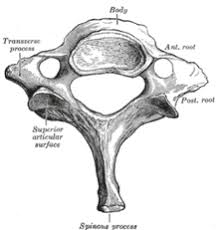 Body
Transverse
process
Ant. root
Post. root
Superior
articular
surface
Spinous process